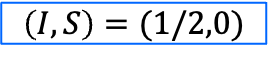 (I,S) = (1/2,0)